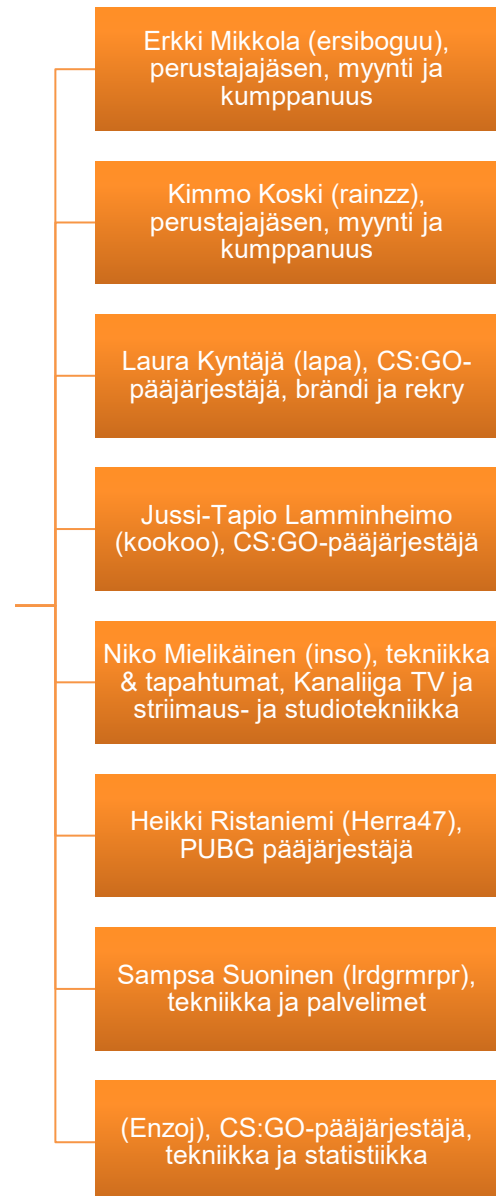 Erkki Mikkola (ersiboguu),
perustajajäsen, myynti ja
kumppanuus
Kimmo Koski (rainzz),
perustajajäsen, myynti ja
kumppanuus
Laura Kyntäjä (lapa), CS:GO-
pääjärjestäjä, brändi ja rekry
Jussi-Tapio Lamminheimo
(kookoo), CS:GO-pääjärjestäjä
Niko Mielikäinen (inso), tekniikka
& tapahtumat, Kanaliiga TV ja
striimaus- ja studiotekniikka
Heikki Ristaniemi (Herra47),
PUBG pääjärjestäjä
Sampsa Suoninen (lrdgrmrpr),
tekniikka ja palvelimet
(Enzoj), CS:GO-pääjärjestäjä,
tekniikka ja statistiikka